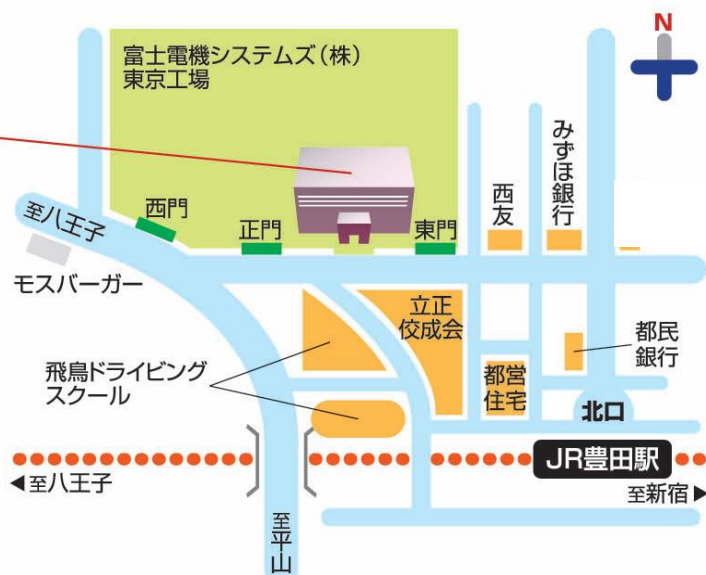 富士電機システムズ(株)
東京工場
N
みずほ銀行
西友
至八王子
西門
正門
東門
モスバーガー
立正
佼成会
都民
銀行
飛鳥ドライビング
スクール
都営
住宅
北口
JR豊田駅
◀至八王子
至新宿▶
至平山